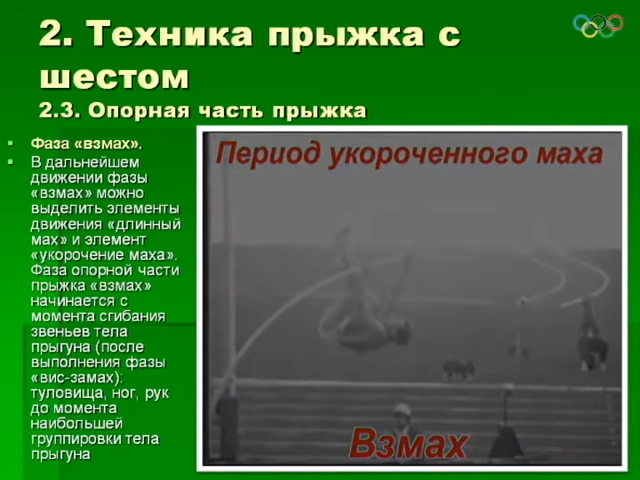 2. Техника прыжка с
шестом
2.3. Опорная часть прыжка
Фаза «взмах».
В дальнейшем
движении фазы
«взмах» можно
выделить элементы
движения «длинный
мах» и элемент
«укорочение маха».
Фаза опорной части
прыжка «взмах»
начинается с
момента сгибания
звеньев тела
прыгуна (после
выполнения фазы
«вис-замах):
туловища, ног, рук
до момента
наибольшей
группировки тела
прыгуна
Период укороченного маха
Взмах